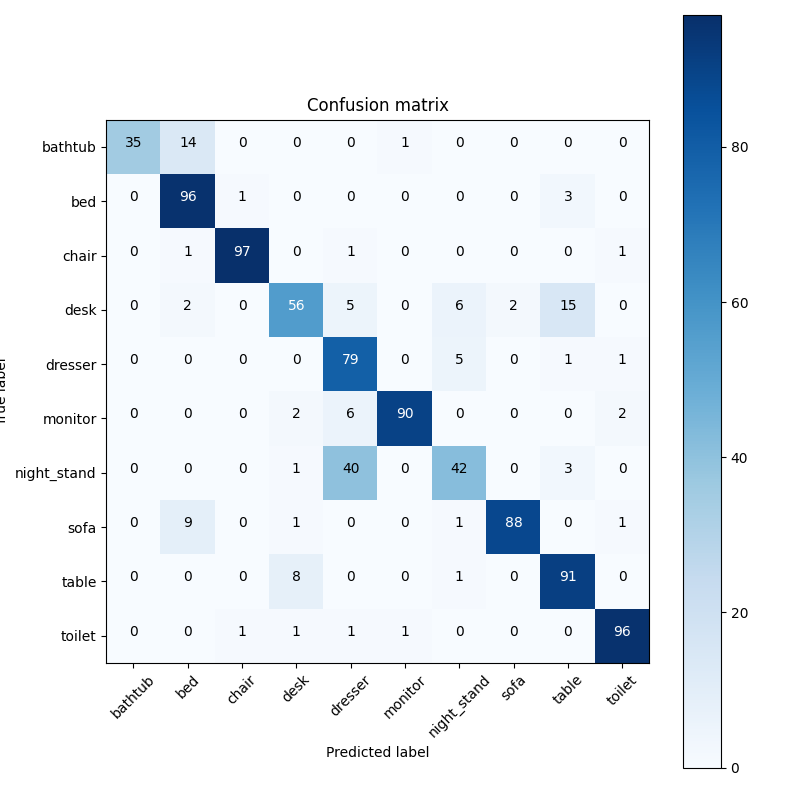 Confusion matrix
bathtub 35 14 0 0 0 1 0 0 0 0
bed 0 96 1 0 0 0 0 0 3 0
chair 0 1 97 0 1 0 0 0 0 1
desk 0 2 0 56 5 0 6 2 15 0
dresser 0 0 0 0 79 0 5 0 1 1
monitor 0 0 0 2 6 90 0 0 0 2
night_stand 0 0 0 1 40 0 42 0 3 0
sofa 0 9 0 1 0 0 1 88 0 1
table 0 0 0 8 0 0 1 0 91 0
toilet 0 0 1 1 1 1 0 0 0 96
bathtub bed chair desk dresser monitor night_stand sofa table toilet
Predicted label
True label
80
60
40
20
0